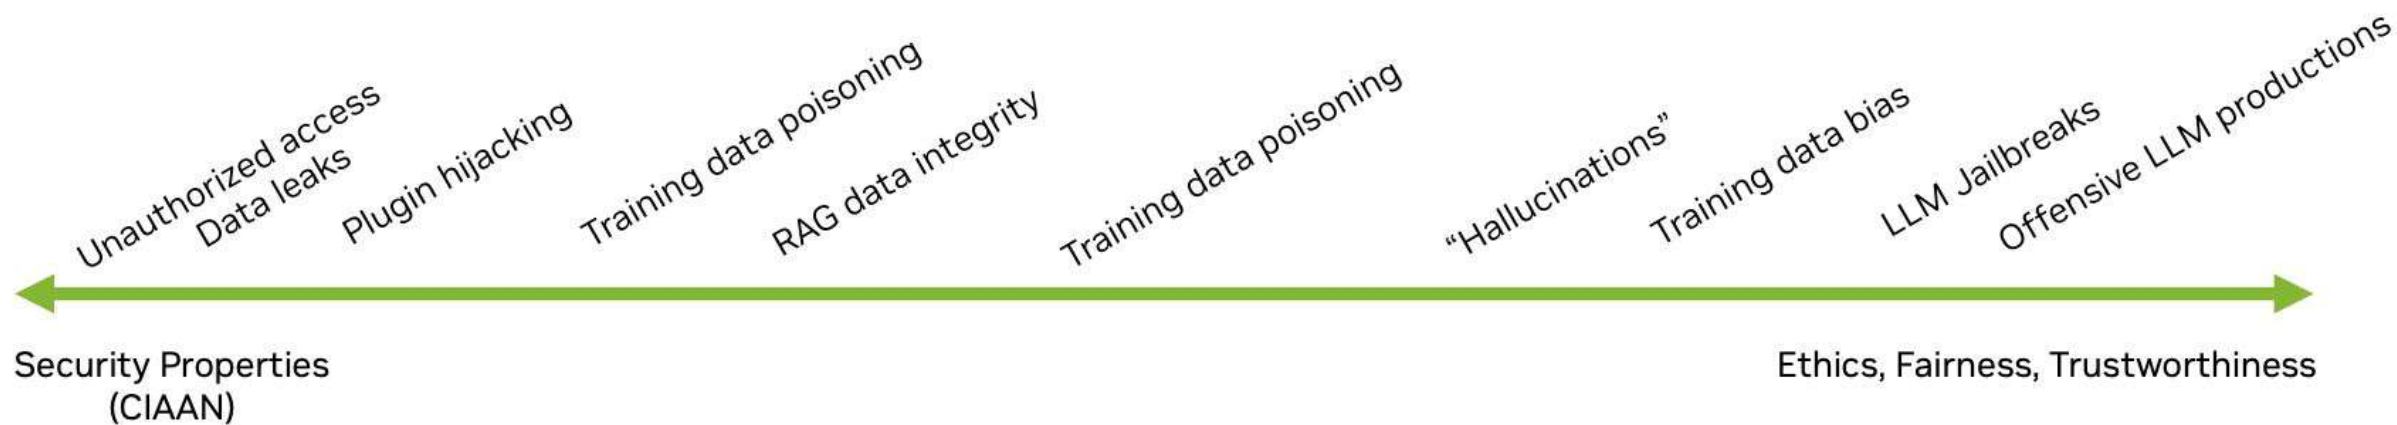 Unauthorized access
Data leaks
Plugin hijacking
Training data poisoning
RAG data integrity
Training data poisoning
“Hallucinations”
Training data bias
LLM Jailbreaks
Offensive LLM productions
Security Properties
(CIAAN)
Ethics, Fairness, Trustworthiness